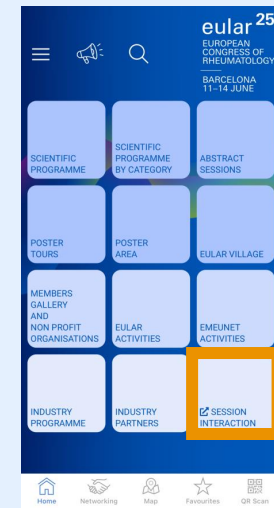 eular 25
EUROPEAN
CONGRESS OF
RHEUMATOLOGY
BARCELONA
11–14 JUNE
SCIENTIFIC
PROGRAMME
SCIENTIFIC
PROGRAMME
BY CATEGORY
ABSTRACT
SESSIONS
POSTER
TOURS
POSTER
AREA
EULAR VILLAGE
MEMBERS
GALLERY
AND
NON PROFIT
ORGANISATIONS
EULAR
ACTIVITIES
EMEUNET
ACTIVITIES
INDUSTRY
PROGRAMME
INDUSTRY
PARTNERS
SESSION
INTERACTION
Home Networking Map Favourites QR Scan